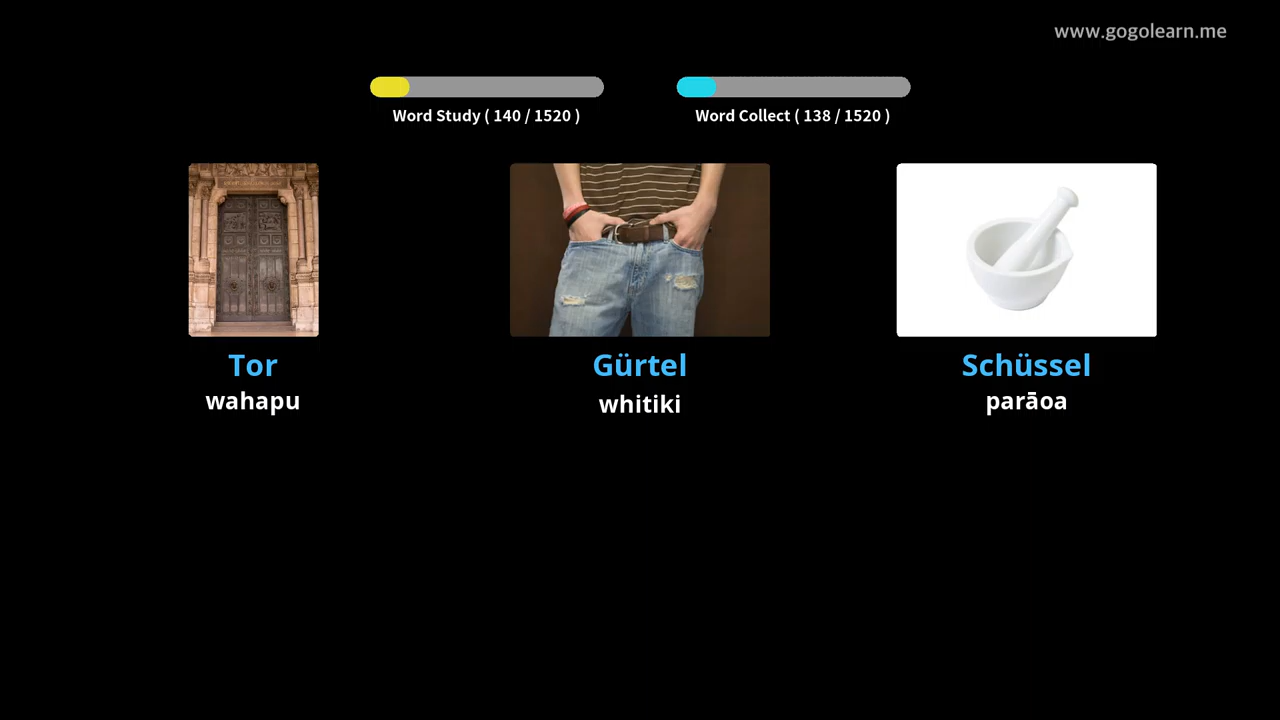 www.gogolearn.me
Word Study ( 140 / 1520 )
Word Collect ( 138 / 1520 )
Tor
wahapu
Gürtel
whitiki
Schüssel
parāoa